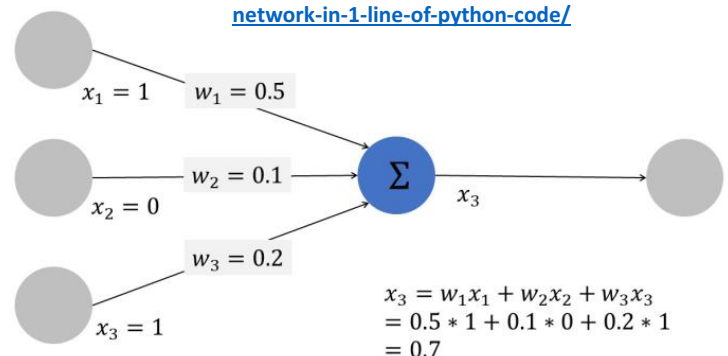 network-in-1-line-of-python-code/
x₁ = 1
w₁ = 0.5
x₂ = 0
w₂ = 0.1
Σ
x₃
w₃ = 0.2
x₃ = 1
x₃ = w₁x₁ + w₂x₂ + w₃x₃
= 0.5 * 1 + 0.1 * 0 + 0.2 * 1
= 0.7